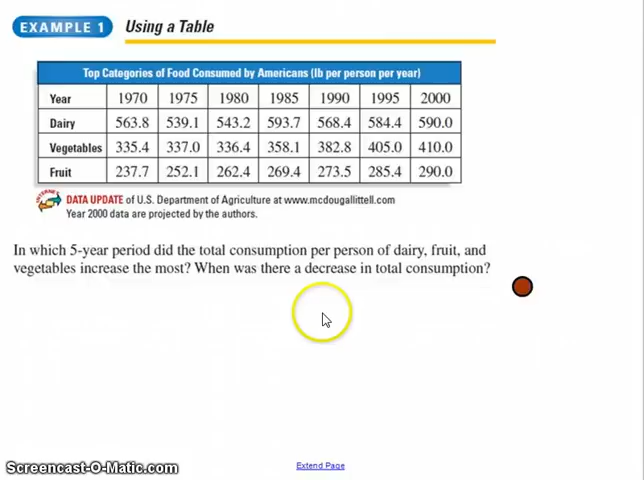 EXAMPLE 1 Using a Table
Top Categories of Food Consumed by Americans (lb per person per year)
Year 1970 1975 1980 1985 1990 1995 2000
Dairy 563.8 539.1 543.2 593.7 568.4 584.4 590.0
Vegetables 335.4 337.0 336.4 358.1 382.8 405.0 410.0
Fruit 237.7 252.1 262.4 269.4 273.5 285.4 290.0
INTERNET DATA UPDATE of U.S. Department of Agriculture at www.mcdougallittell.com
Year 2000 data are projected by the authors.
In which 5-year period did the total consumption per person of dairy, fruit, and
vegetables increase the most? When was there a decrease in total consumption?
Extend Page
Screencast-O-Matic.com